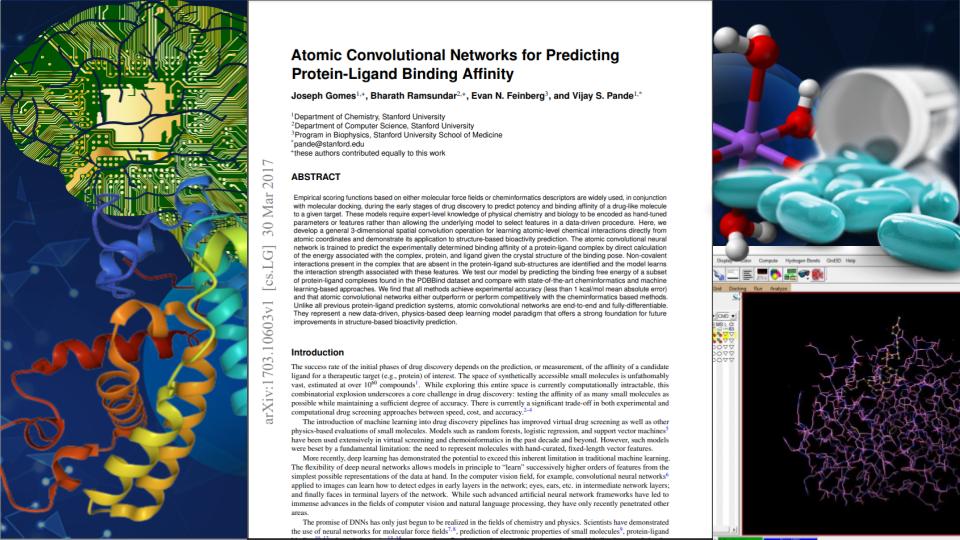 Atomic Convolutional Networks for Predicting
Protein-Ligand Binding Affinity
Joseph Gomes1,+, Bharath Ramsundar2,+, Evan N. Feinberg3, and Vijay S. Pande1,*
1Department of Chemistry, Stanford University
2Department of Computer Science, Stanford University
3Program in Biophysics, Stanford University School of Medicine
*pande@stanford.edu
+these authors contributed equally to this work
ABSTRACT
Empirical scoring functions based on either molecular force fields or cheminformatics descriptors are widely used, in conjunction
with molecular docking, during the early stages of drug discovery to predict potency and binding affinity of a drug-like molecule
to a given target. These models require expert-level knowledge of physical chemistry and biology to be encoded as hand-tuned
parameters or features rather than allowing the underlying model to select features in a data-driven procedure. Here, we
develop a general 3-dimensional spatial convolution operation for learning atomic-level chemical interactions directly from
atomic coordinates and demonstrate its application to structure-based bioactivity prediction. The atomic convolutional neural
network is trained to predict the experimentally determined binding affinity of a protein-ligand complex by direct calculation
of the energy associated with the complex, protein, and ligand given the crystal structure of the binding pose. Non-covalent
interactions present in the complex that are absent in the protein-ligand sub-structures are identified and the model learns
the interaction strength associated with these features. We test our model by predicting the binding free energy of a subset
of protein-ligand complexes found in the PDBBind dataset and compare with state-of-the-art cheminformatics and machine
learning-based approaches. We find that all methods achieve experimental accuracy (less than 1 kcal/mol mean absolute error)
and that atomic convolutional networks either outperform or perform competitively with the cheminformatics based methods.
Unlike all previous protein-ligand prediction systems, atomic convolutional networks are end-to-end and fully-differentiable.
They represent a new data-driven, physics-based deep learning model paradigm that offers a strong foundation for future
improvements in structure-based bioactivity prediction.
Introduction
The success rate of the initial phases of drug discovery depends on the prediction, or measurement, of the affinity of a candidate
ligand for a therapeutic target (e.g., protein) of interest. The space of synthetically accessible small molecules is unfathomably
vast, estimated at over 10^60 compounds1. While exploring this entire space is currently computationally intractable, this
combinatorial explosion underscores a core challenge in drug discovery: testing the affinity of as many small molecules as
possible while maintaining a sufficient degree of accuracy. There is currently a significant trade-off in both experimental and
computational drug screening approaches between speed, cost, and accuracy.2–4
The introduction of machine learning into drug discovery pipelines has improved virtual drug screening as well as other
physics-based evaluations of small molecules. Models such as random forests, logistic regression, and support vector machines5
have been used extensively in virtual screening and chemoinformatics in the past decade and beyond. However, such models
were beset by a fundamental limitation: the need to represent molecules with hand-curated, fixed-length vector features.
More recently, deep learning has demonstrated the potential to exceed this inherent limitation in traditional machine learning.
The flexibility of deep neural networks allows models in principle to "learn" successively higher orders of features from the
simplest possible representations of the data at hand. In the computer vision field, for example, convolutional neural networks6
applied to images can learn how to detect edges in early layers in the network; eyes, ears, etc. in intermediate network layers;
and finally faces in terminal layers of the network. While such advanced artificial neural network frameworks have led to
immense advances in the fields of computer vision and natural language processing, they have only recently penetrated other
areas.
The promise of DNNs has only just begun to be realized in the fields of chemistry and physics. Scientists have demonstrated
the use of neural networks for molecular force fields7,8, prediction of electronic properties of small molecules9, protein-ligand
arXiv:1703.10603v1 [cs.LG] 30 Mar 2017
Display Color Compute Hydrogen Bonds Grid3D Help
Grid Docking Run Analyze
CMD